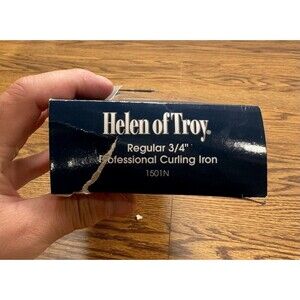 Helen of Troy®
Regular 3/4"
Professional Curling Iron
1501N